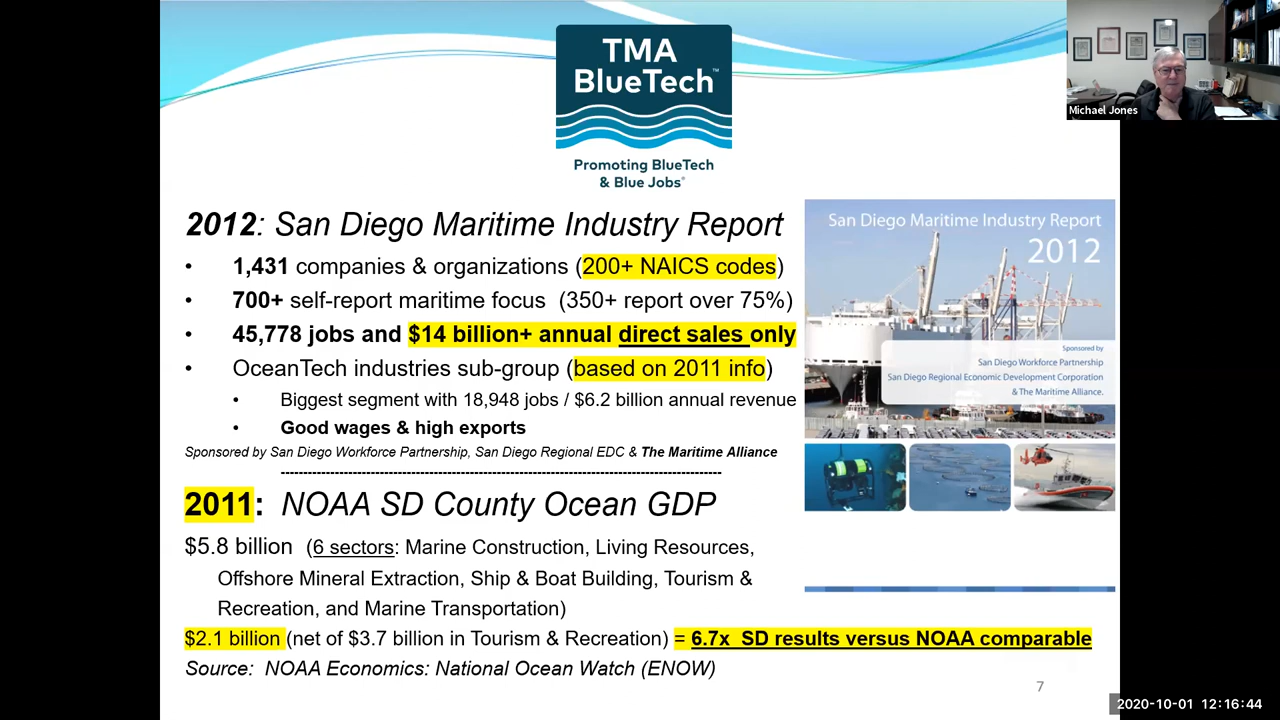 TMA
BlueTech™
Promoting BlueTech
& Blue Jobs®
Michael Jones
2012: San Diego Maritime Industry Report
• 1,431 companies & organizations (200+ NAICS codes)
• 700+ self-report maritime focus (350+ report over 75%)
• 45,778 jobs and $14 billion+ annual direct sales only
• OceanTech industries sub-group (based on 2011 info)
• Biggest segment with 18,948 jobs / $6.2 billion annual revenue
• Good wages & high exports
Sponsored by San Diego Workforce Partnership, San Diego Regional EDC & The Maritime Alliance
--------------------------------------------------------------------------------------------
San Diego Maritime Industry Report
2012
Sponsored by
San Diego Workforce Partnership
San Diego Regional Economic Development Corporation
& The Maritime Alliance.
2011: NOAA SD County Ocean GDP
$5.8 billion (6 sectors: Marine Construction, Living Resources,
Offshore Mineral Extraction, Ship & Boat Building, Tourism &
Recreation, and Marine Transportation)
$2.1 billion (net of $3.7 billion in Tourism & Recreation) = 6.7x SD results versus NOAA comparable
Source: NOAA Economics: National Ocean Watch (ENOW)
7
2020-10-01 12:16:44